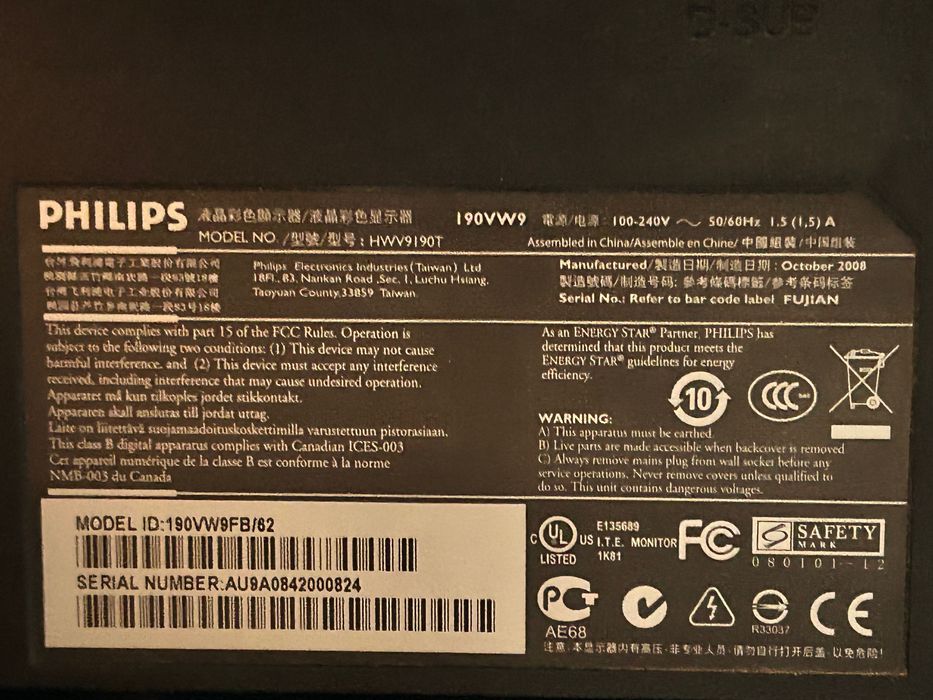 D-SUB
PHILIPS 液晶彩色顯示器/液晶彩色显示器 190VW9 電源/电源: 100-240V ～ 50/60Hz 1.5 (1,5) A
MODEL NO. /型號/型号: HWV9190T Assembled in China/Assemble en Chine/ 中國組裝/中国组装
Philips Electronics Industries (Taiwan) Ltd
18Fl., 83, Nankan Road ,Sec. 1, Luchu Hsiang,
Taoyuan County,33859 Taiwan.
Manufactured/製造日期/制造日期: October 2008
製造號碼/制造号码: 參考條碼標籤/参考条码标签
Serial No.: Refer to bar code label FUJIAN
This device complies with part 15 of the FCC Rules. Operation is
subject to the following two conditions: (1) This device may not cause
harmful interference. and (2) This device must accept any interference
received, including interference that may cause undesired operation.
Apparatet må kun tilkoples jordet stikkontakt.
Apparaten skall anslutas till jordat uttag.
Laite on liitettävä suojamaadoituskoskettimilla varustettuun pistorasiaan.
This class B digital apparatus complies with Canadian ICES-003
Cet appareil numérique de la classe B est conforme à la norme
NMB-003 du Canada
As an ENERGY STAR® Partner, PHILIPS has
determined that this product meets the
ENERGY STAR® guidelines for energy
efficiency.
10
CCC
WARNING:
A) This apparatus must be earthed.
B) Live parts are made accessible when backcover is removed
C) Always remove mains plug from wall socket before any
service operations. Never remove covers unless qualified to
do so. This unit contains dangerous voltages.
MODEL ID:190VW9FB/62
SERIAL NUMBER:AU9A0842000824
C UL US
LISTED
E135689
I.T.E. MONITOR
1K81
FC
SAFETY
MARK
080101-12
PCT
AE68
R33037
CE
注意: 本显示器内有高压, 非专业人员, 请勿自行打开后盖, 以免危险!